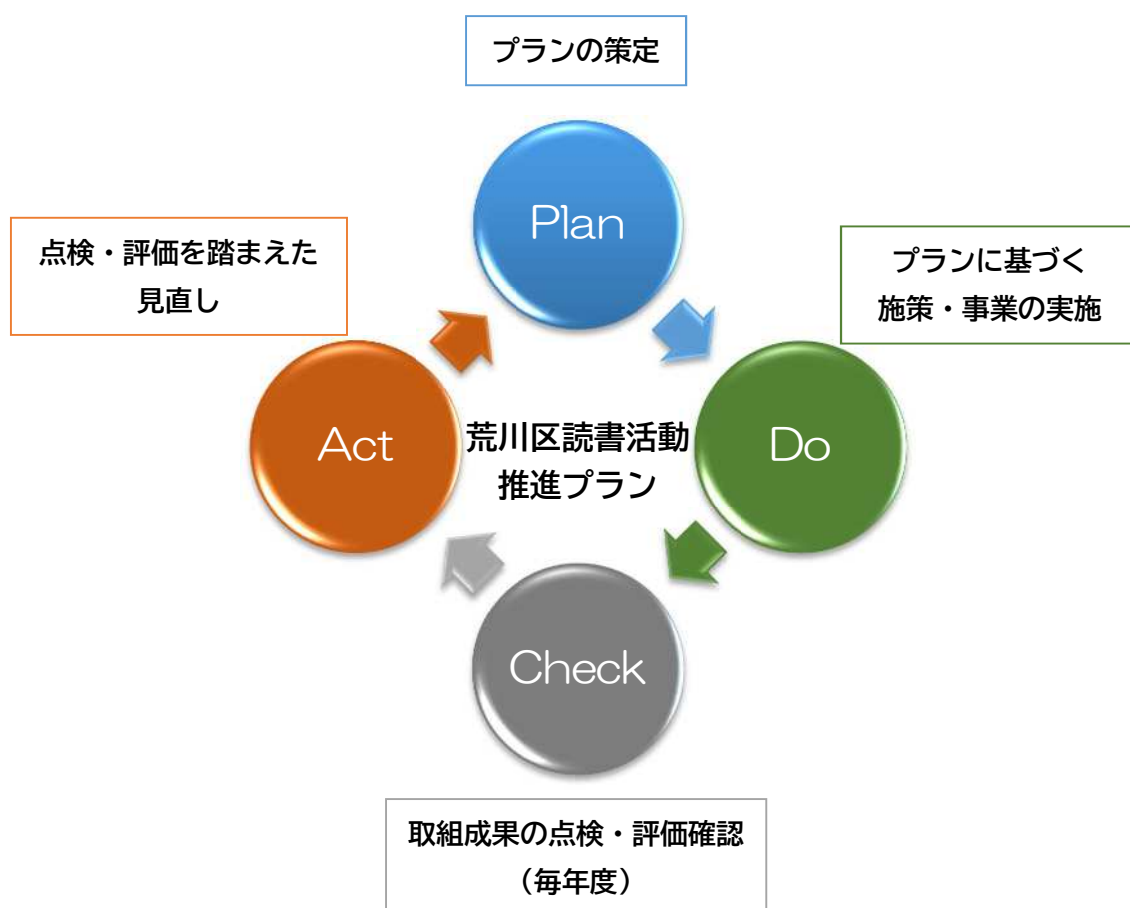 プランの策定
Plan
点検・評価を踏まえた
見直し
プランに基づく
施策・事業の実施
Act
荒川区読書活動
推進プラン
Do
Check
取組成果の点検・評価確認
（毎年度）